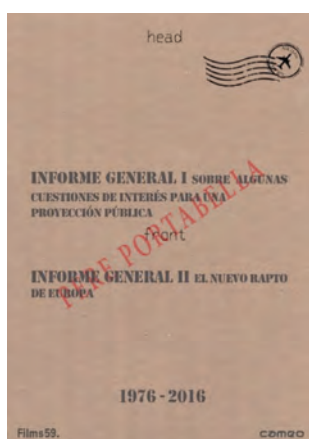 head
INFORME GENERAL I SOBRE ALGUNAS
CUESTIONES DE INTERÉS PARA UNA
PROYECCIÓN PÚBLICA
PERE PORTABELLA
front
INFORME GENERAL II EL NUEVO RAPTO
DE EUROPA
1976-2016
Films59.
cameo